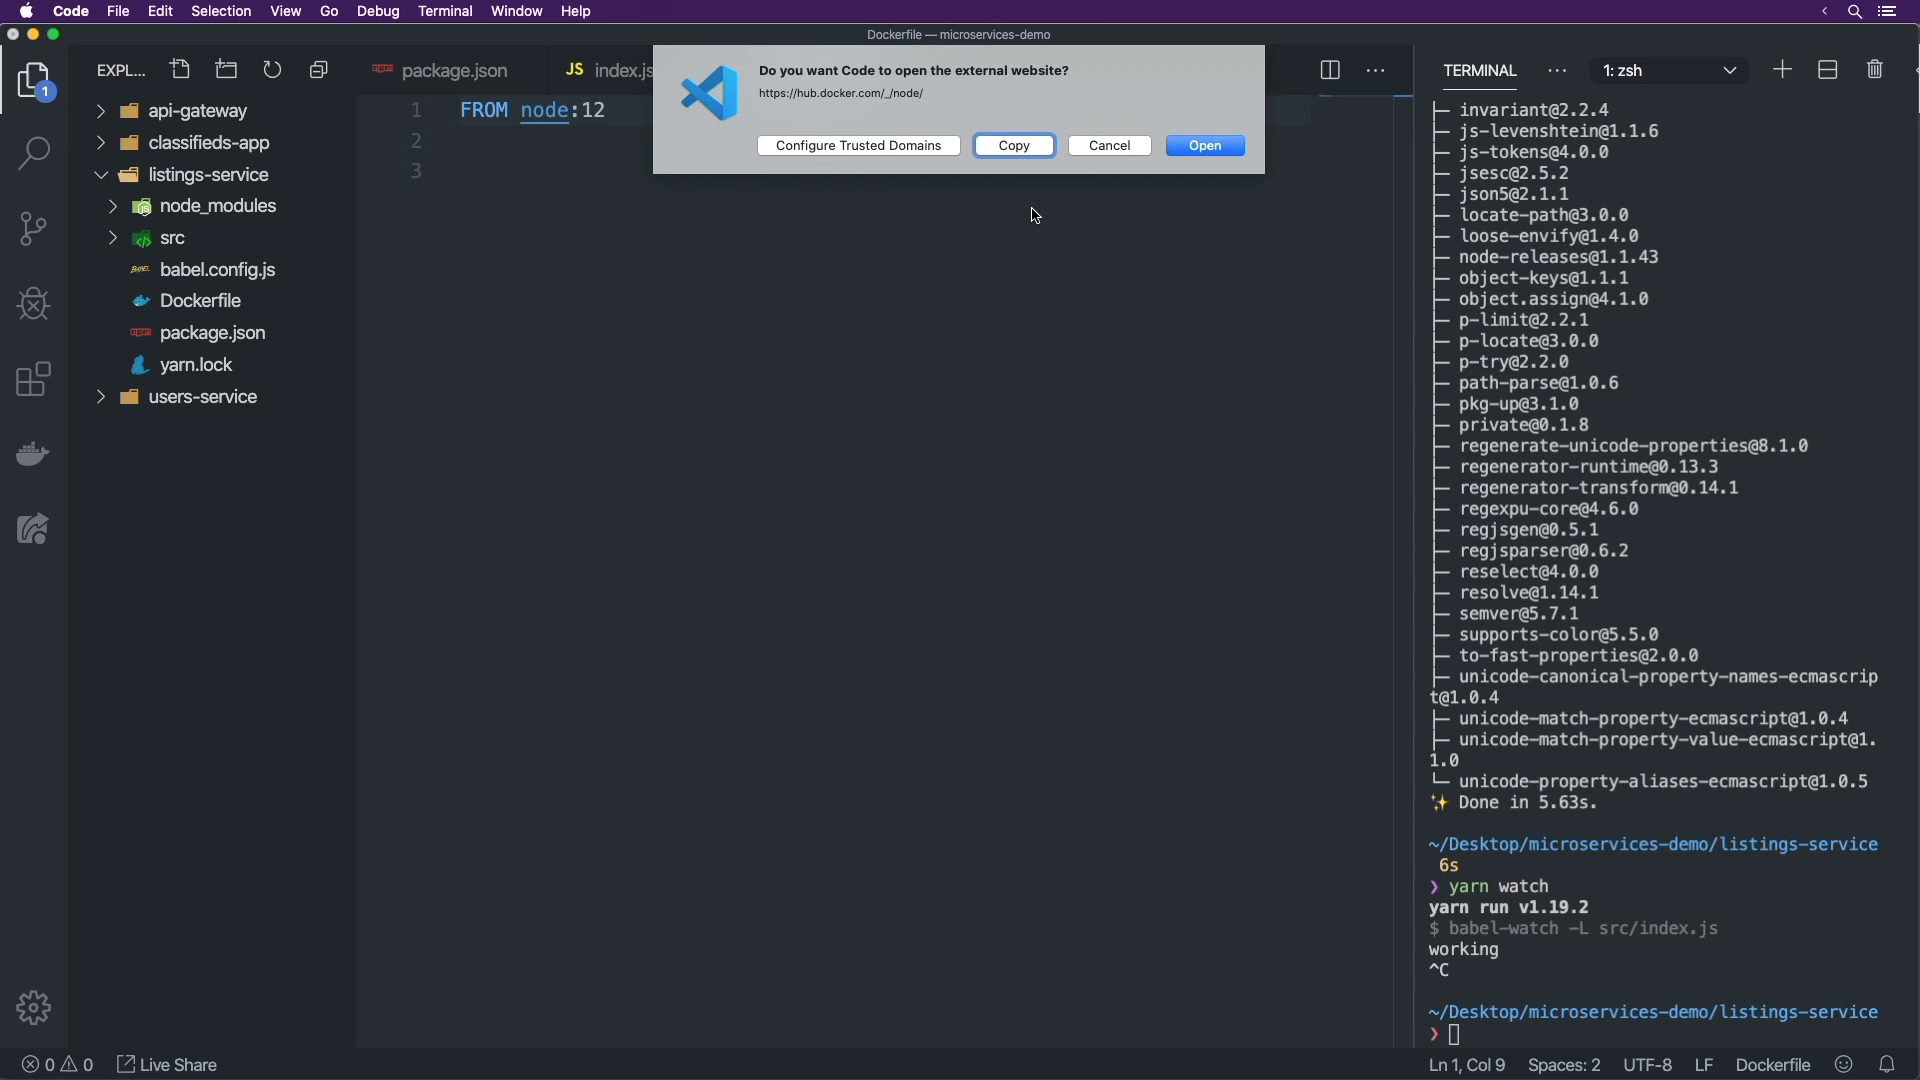 Code File Edit Selection View Go Debug Terminal Window Help
Dockerfile — microservices-demo
EXPL...
package.json
JS index.js
Do you want Code to open the external website?
https://hub.docker.com/_/node/
Configure Trusted Domains
Copy
Cancel
Open
TERMINAL
1: zsh
1
api-gateway
classifieds-app
listings-service
node_modules
src
babel.config.js
Dockerfile
package.json
yarn.lock
users-service
1 FROM node:12
2
3
├─ invariant@2.2.4
├─ js-levenshtein@1.1.6
├─ js-tokens@4.0.0
├─ jsesc@2.5.2
├─ json5@2.1.1
├─ locate-path@3.0.0
├─ loose-envify@1.4.0
├─ node-releases@1.1.43
├─ object-keys@1.1.1
├─ object.assign@4.1.0
├─ p-limit@2.2.1
├─ p-locate@3.0.0
├─ p-try@2.2.0
├─ path-parse@1.0.6
├─ pkg-up@3.1.0
├─ private@0.1.8
├─ regenerate-unicode-properties@8.1.0
├─ regenerator-runtime@0.13.3
├─ regenerator-transform@0.14.1
├─ regexpu-core@4.6.0
├─ regjsgen@0.5.1
├─ regjsparser@0.6.2
├─ reselect@4.0.0
├─ resolve@1.14.1
├─ semver@5.7.1
├─ supports-color@5.5.0
├─ to-fast-properties@2.0.0
├─ unicode-canonical-property-names-ecmascrip
t@1.0.4
├─ unicode-match-property-ecmascript@1.0.4
├─ unicode-match-property-value-ecmascript@1.
1.0
└─ unicode-property-aliases-ecmascript@1.0.5
✨ Done in 5.63s.
~/Desktop/microservices-demo/listings-service
6s
❯ yarn watch
yarn run v1.19.2
$ babel-watch -L src/index.js
working
^C
~/Desktop/microservices-demo/listings-service
❯
0 0 Live Share
Ln 1, Col 9 Spaces: 2 UTF-8 LF Dockerfile